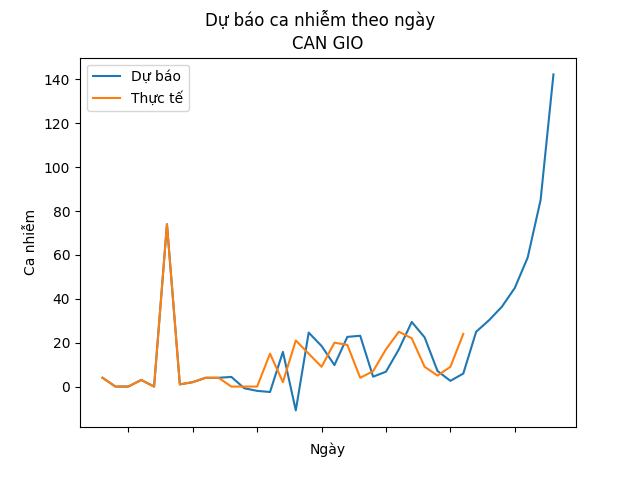 Dự báo ca nhiễm theo ngày
CAN GIO
Dự báo
Thực tế
140
120
100
80
60
40
20
0
Ca nhiễm
Ngày